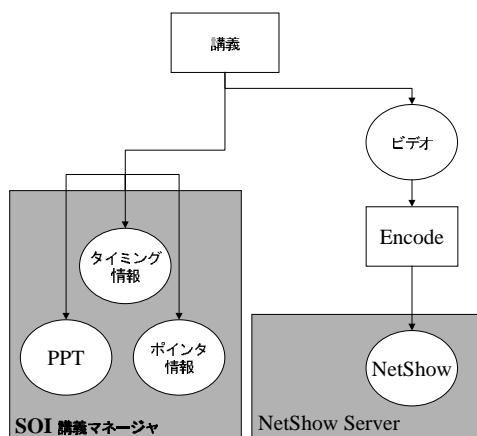 講義
ビデオ
Encode
タイミング
情報
PPT
ポインタ
情報
NetShow
SOI 講義マネージャ
NetShow Server